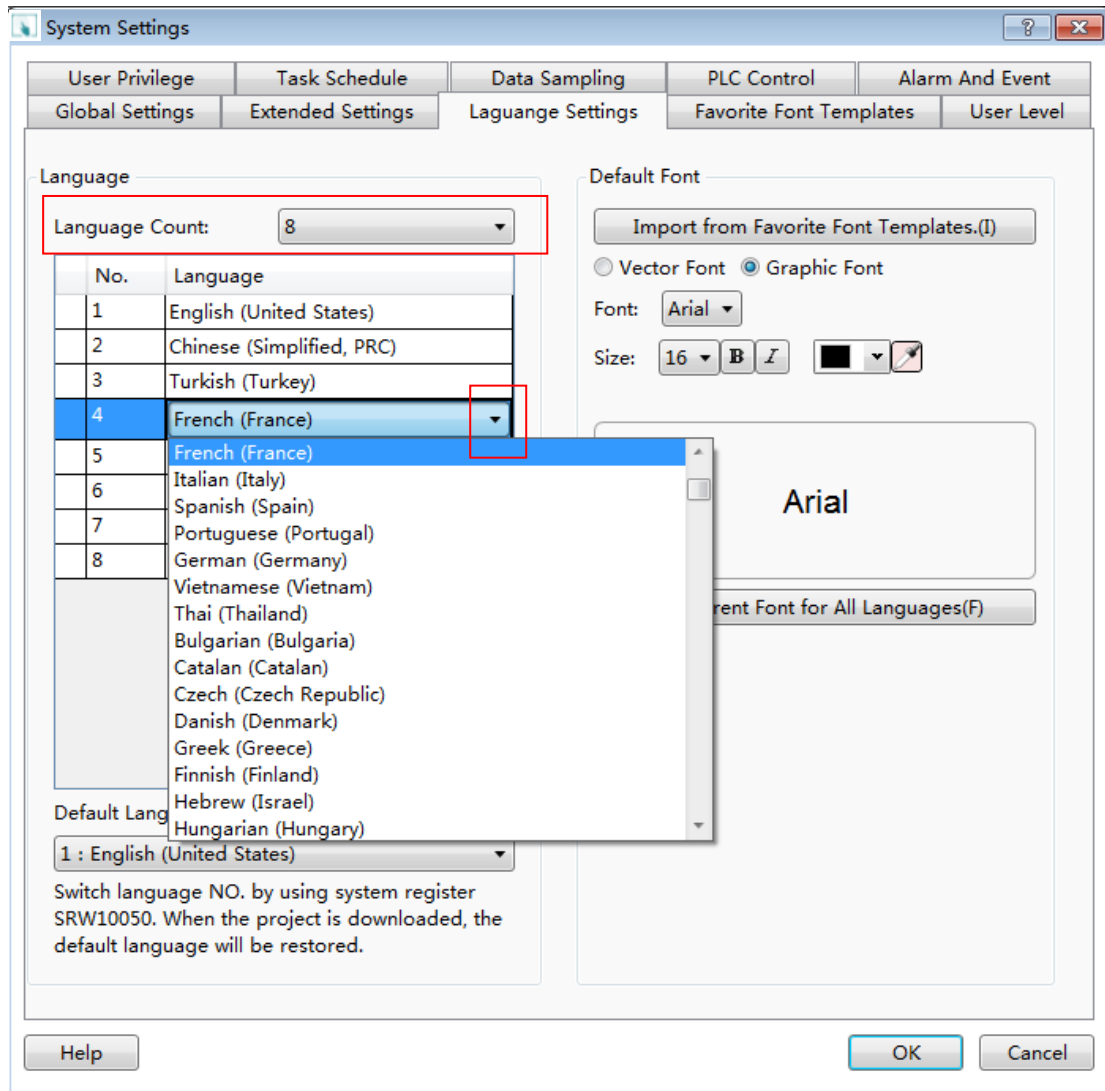 System Settings
User Privilege Task Schedule Data Sampling PLC Control Alarm And Event
Global Settings Extended Settings Laguange Settings Favorite Font Templates User Level
Language
Language Count: 8
No. Language
1 English (United States)
2 Chinese (Simplified, PRC)
3 Turkish (Turkey)
4 French (France)
5
6
7
8
French (France)
Italian (Italy)
Spanish (Spain)
Portuguese (Portugal)
German (Germany)
Vietnamese (Vietnam)
Thai (Thailand)
Bulgarian (Bulgaria)
Catalan (Catalan)
Czech (Czech Republic)
Danish (Denmark)
Greek (Greece)
Finnish (Finland)
Hebrew (Israel)
Hungarian (Hungary)
Default Lang
1 : English (United States)
Switch language NO. by using system register
SRW10050. When the project is downloaded, the
default language will be restored.
Default Font
Import from Favorite Font Templates.(I)
Vector Font Graphic Font
Font: Arial
Size: 16 B I
Arial
rent Font for All Languages(F)
Help OK Cancel